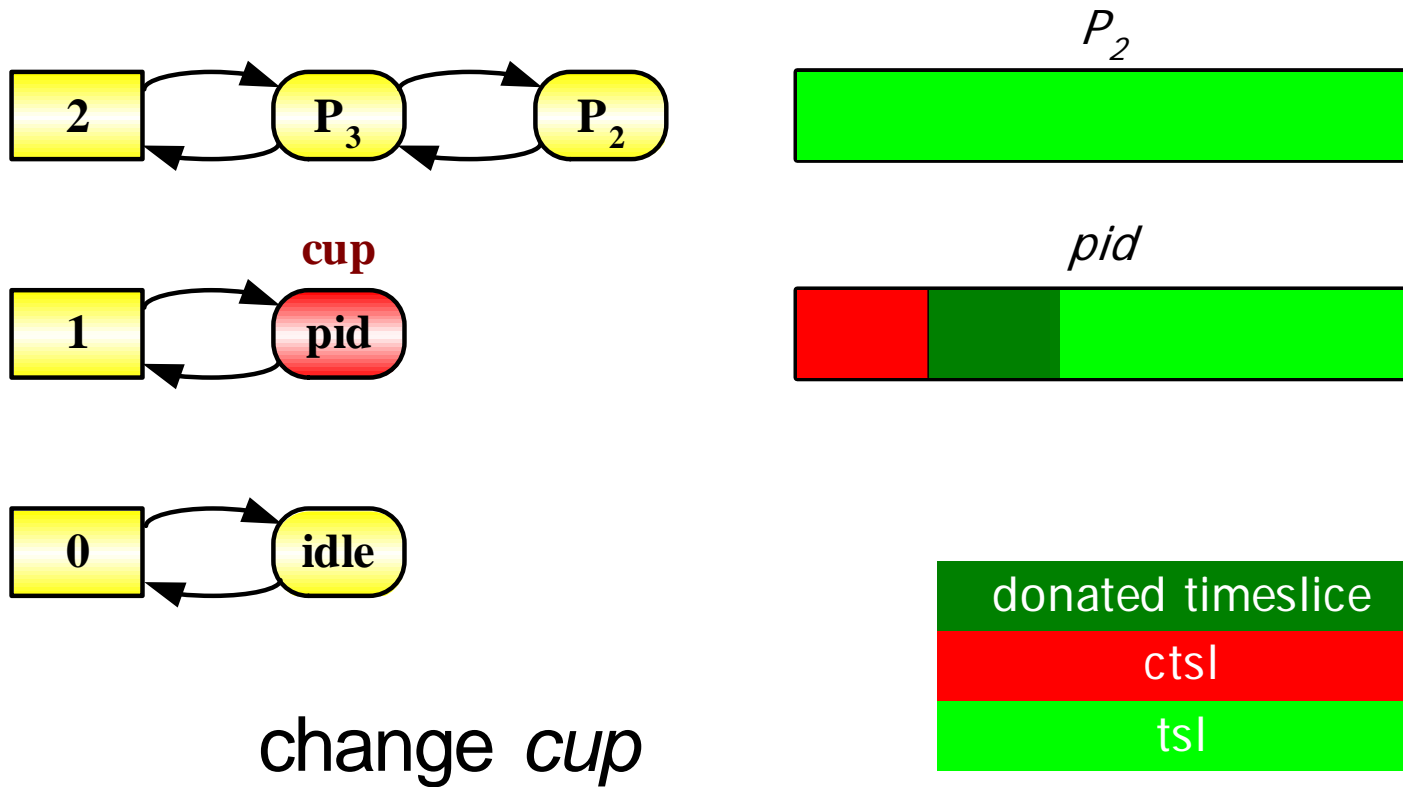 P₂
2 P₃ P₂
cup
pid
1 pid
0 idle
donated timeslice
ctsl
tsl
change cup